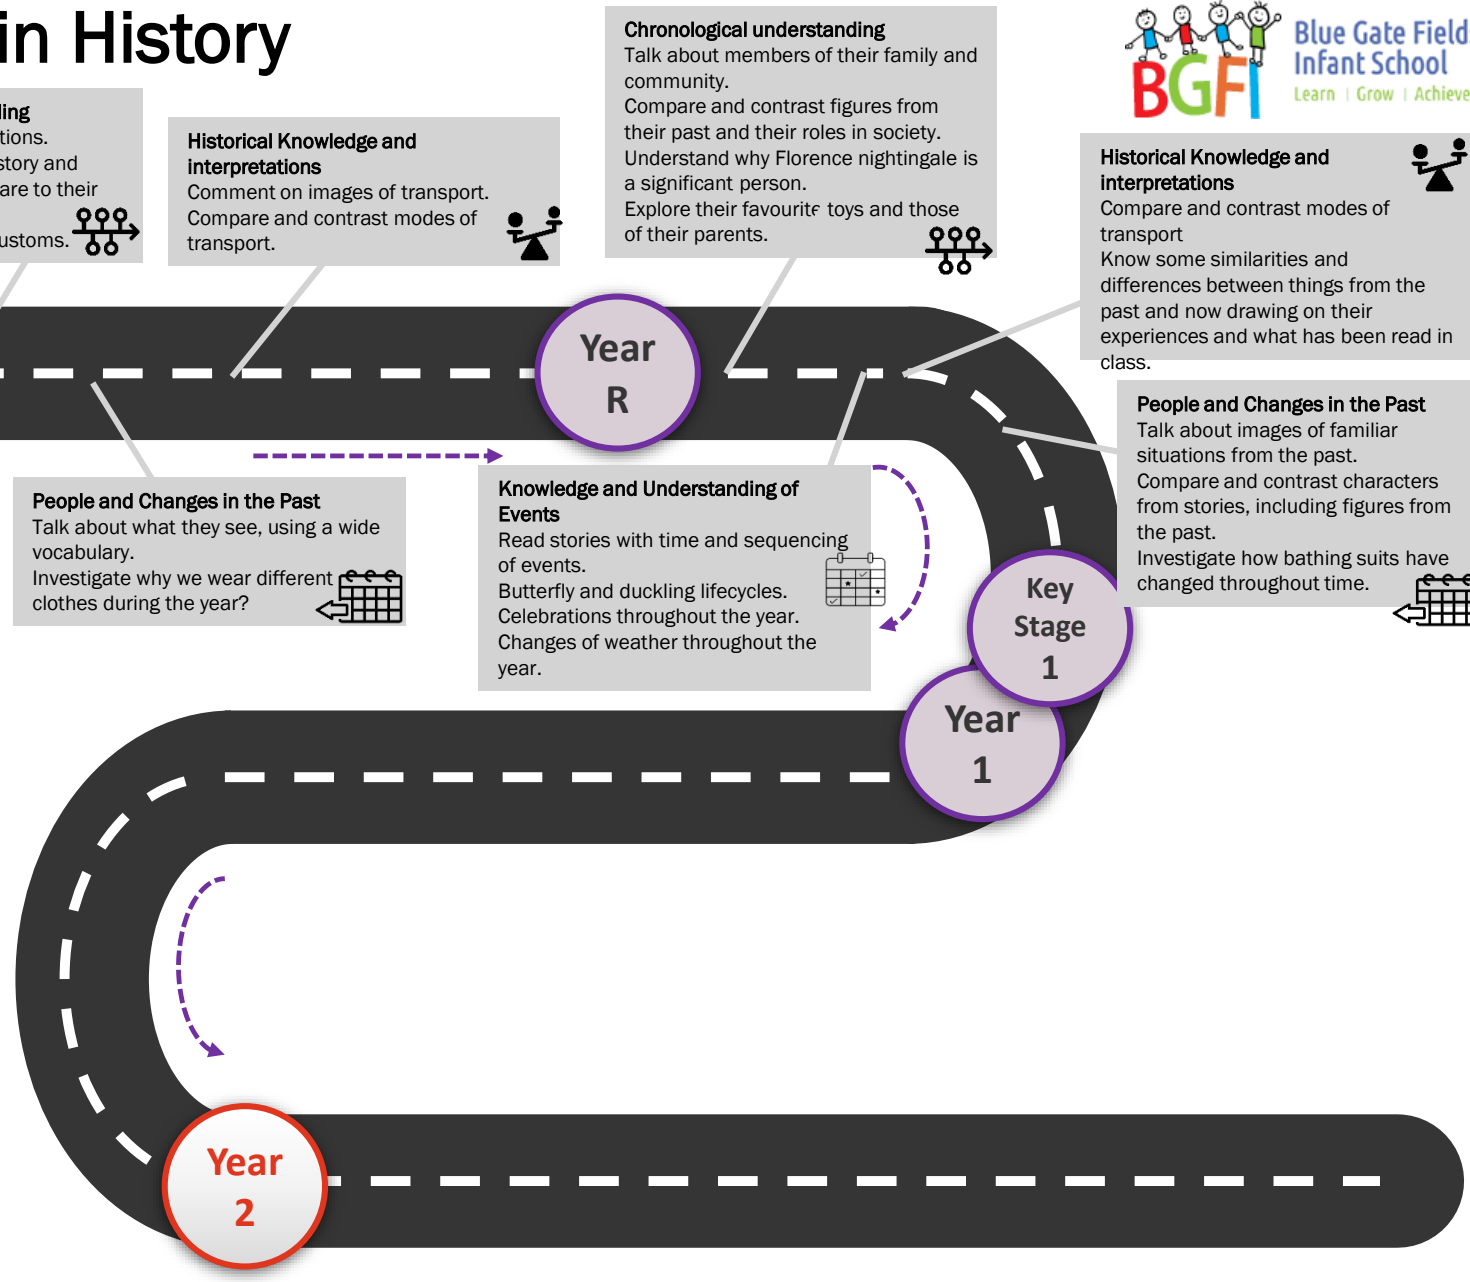 in History
ling
tions.
story and
are to their
ustoms.
Historical Knowledge and
interpretations
Comment on images of transport.
Compare and contrast modes of
transport.
Chronological understanding
Talk about members of their family and
community.
Compare and contrast figures from
their past and their roles in society.
Understand why Florence nightingale is
a significant person.
Explore their favourite toys and those
of their parents.
BGFI
Blue Gate Field
Infant School
Learn | Grow | Achieve
Historical Knowledge and
interpretations
Compare and contrast modes of
transport
Know some similarities and
differences between things from the
past and now drawing on their
experiences and what has been read in
class.
Year
R
People and Changes in the Past
Talk about images of familiar
situations from the past.
Compare and contrast characters
from stories, including figures from
the past.
Investigate how bathing suits have
changed throughout time.
People and Changes in the Past
Talk about what they see, using a wide
vocabulary.
Investigate why we wear different
clothes during the year?
Knowledge and Understanding of
Events
Read stories with time and sequencing
of events.
Butterfly and duckling lifecycles.
Celebrations throughout the year.
Changes of weather throughout the
year.
Key
Stage
1
Year
1
Year
2